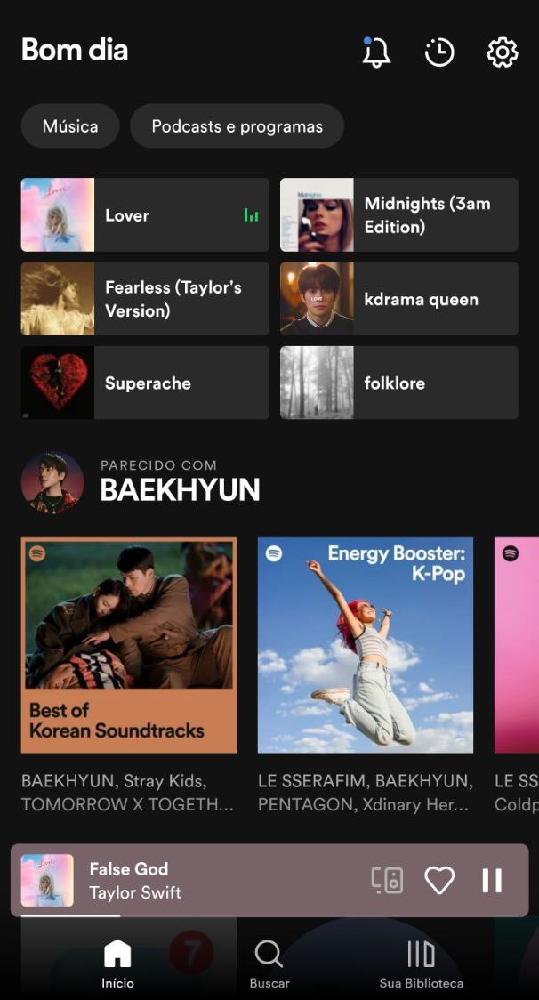 Bom dia
Música
Podcasts e programas
Lover
Midnights (3am
Edition)
Fearless (Taylor's
Version)
kdrama queen
Superache
folklore
PARECIDO COM
BAEKHYUN
Best of
Korean Soundtracks
Energy Booster:
K-Pop
BAEKHYUN, Stray Kids,
TOMORROW X TOGETH...
LE SSERAFIM, BAEKHYUN,
PENTAGON, Xdinary Her...
LE SS
Coldp
False God
Taylor Swift
7
Início
Buscar
Sua Biblioteca